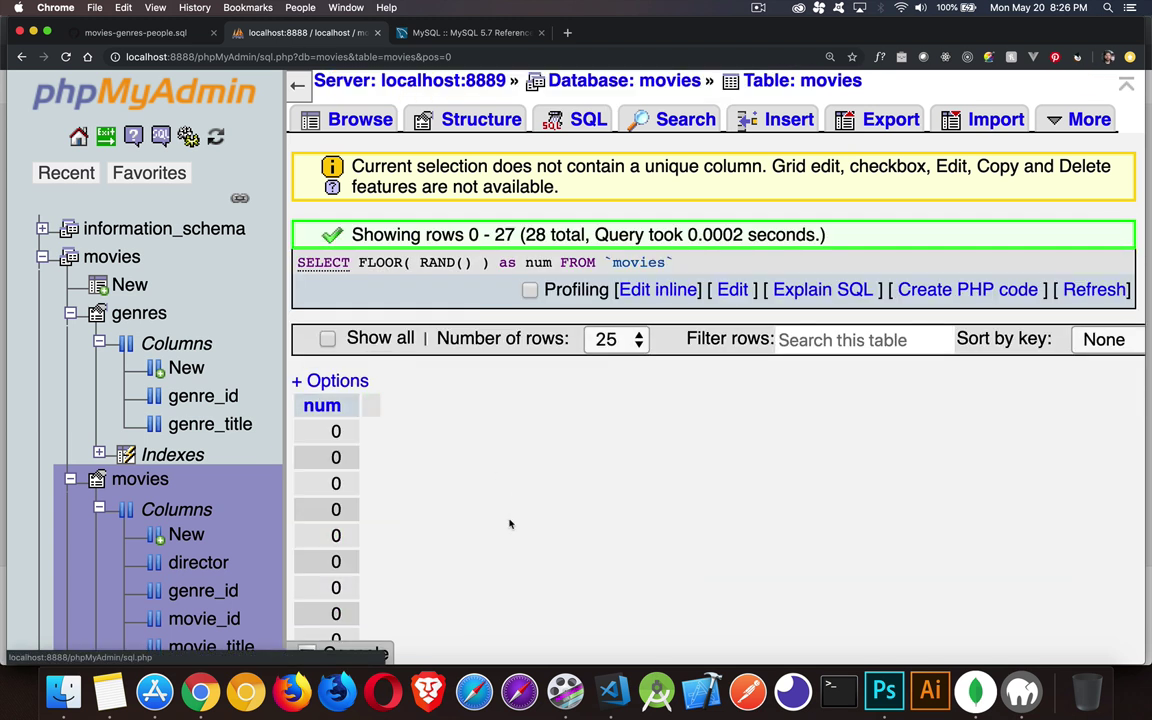 Chrome File Edit View History Bookmarks People Window Help 100% Mon May 20 8:26 PM
movies-genres-people.sql × localhost:8888 / localhost / mo × MySQL :: MySQL 5.7 Referenc × +
localhost:8888/phpMyAdmin/sql.php?db=movies&table=movies&pos=0
phpMyAdmin
Recent Favorites
information_schema
movies
New
genres
Columns
New
genre_id
genre_title
Indexes
movies
Columns
New
director
genre_id
movie_id
movie_title
localhost:8888/phpMyAdmin/sql.php
Server: localhost:8889 » Database: movies » Table: movies
Browse Structure SQL Search Insert Export Import More
Current selection does not contain a unique column. Grid edit, checkbox, Edit, Copy and Delete
features are not available.
Showing rows 0 - 27 (28 total, Query took 0.0002 seconds.)
SELECT FLOOR( RAND() ) as num FROM `movies`
Profiling [Edit inline] [ Edit ] [ Explain SQL ] [ Create PHP code ] [ Refresh]
Show all | Number of rows: 25 Filter rows: Search this table Sort by key: None
+ Options
num
0
0
0
0
0
0
0
0
0
Console
Ps Ai